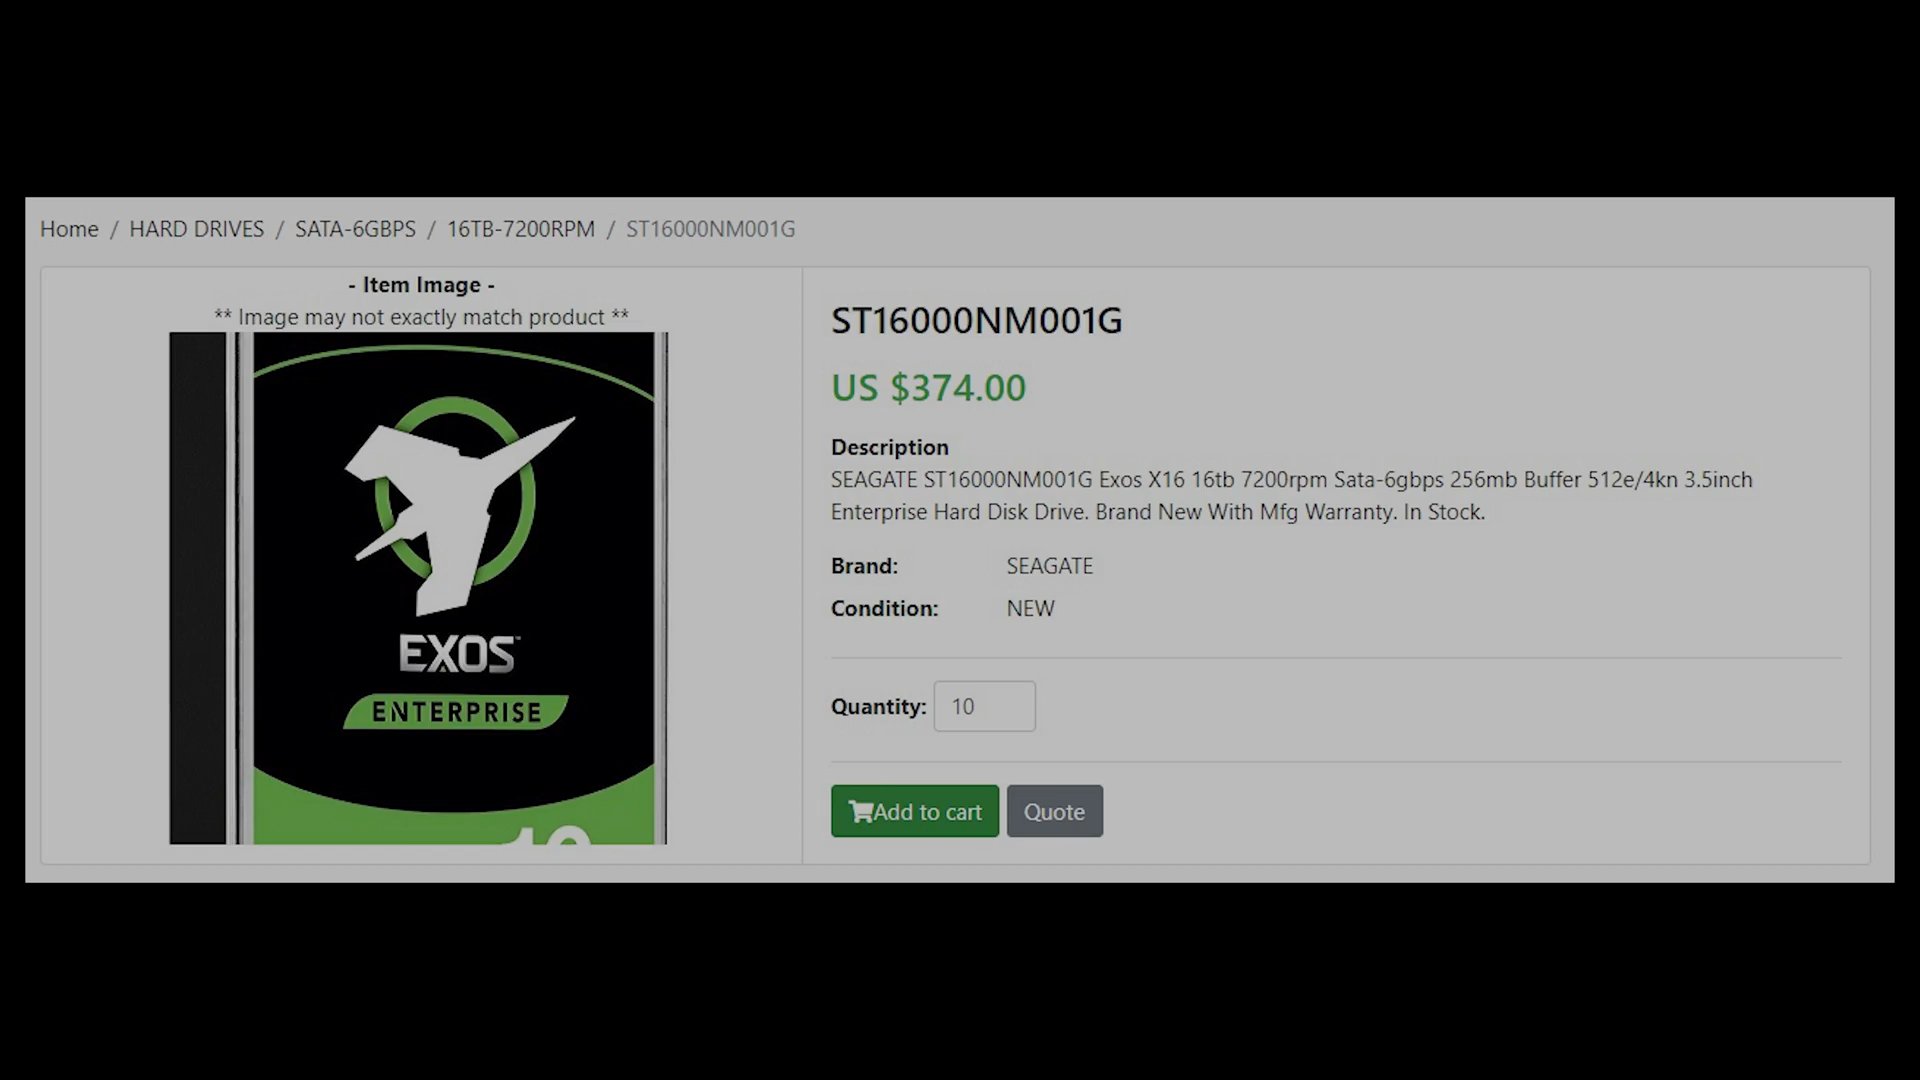 Home / HARD DRIVES / SATA-6GBPS / 16TB-7200RPM / ST16000NM001G
- Item Image -
** Image may not exactly match product **
EXOS™
ENTERPRISE
ST16000NM001G
US $374.00
Description
SEAGATE ST16000NM001G Exos X16 16tb 7200rpm Sata-6gbps 256mb Buffer 512e/4kn 3.5inch
Enterprise Hard Disk Drive. Brand New With Mfg Warranty. In Stock.
Brand: SEAGATE
Condition: NEW
Quantity: 10
Add to cart Quote